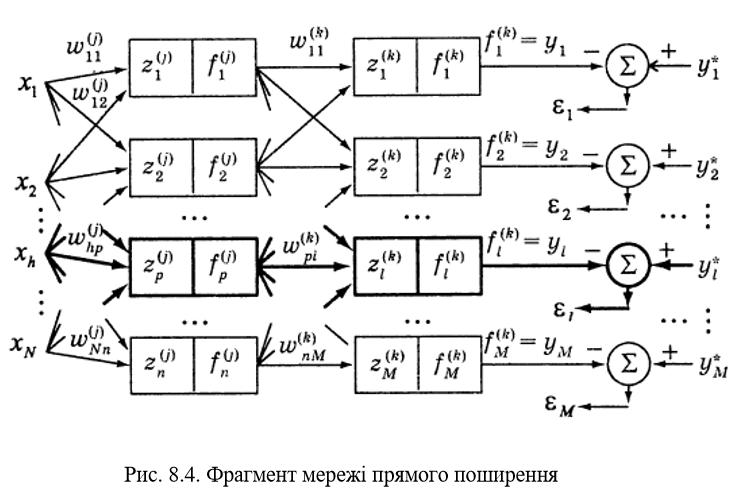 w₁₁⁽ʲ⁾ w₁₁⁽ᵏ⁾ f₁⁽ᵏ⁾ = y₁ − +
x₁ w₁₂⁽ʲ⁾ z₁⁽ʲ⁾ f₁⁽ʲ⁾ z₁⁽ᵏ⁾ f₁⁽ᵏ⁾ Σ y₁*
ε₁
f₂⁽ᵏ⁾ = y₂ − +
x₂ z₂⁽ʲ⁾ f₂⁽ʲ⁾ z₂⁽ᵏ⁾ f₂⁽ᵏ⁾ Σ y₂*
ε₂
... ... ...
w_hp⁽ʲ⁾ w_pi⁽ᵏ⁾ f_l⁽ᵏ⁾ = y_l − +
x_h z_p⁽ʲ⁾ f_p⁽ʲ⁾ z_l⁽ᵏ⁾ f_l⁽ᵏ⁾ Σ y_l*
ε_l
... ... ...
x_N w_Nn⁽ʲ⁾ w_nM⁽ᵏ⁾ f_M⁽ᵏ⁾ = y_M − +
z_n⁽ʲ⁾ f_n⁽ʲ⁾ z_M⁽ᵏ⁾ f_M⁽ᵏ⁾ Σ y_M*
ε_M
Рис. 8.4. Фрагмент мережі прямого поширення